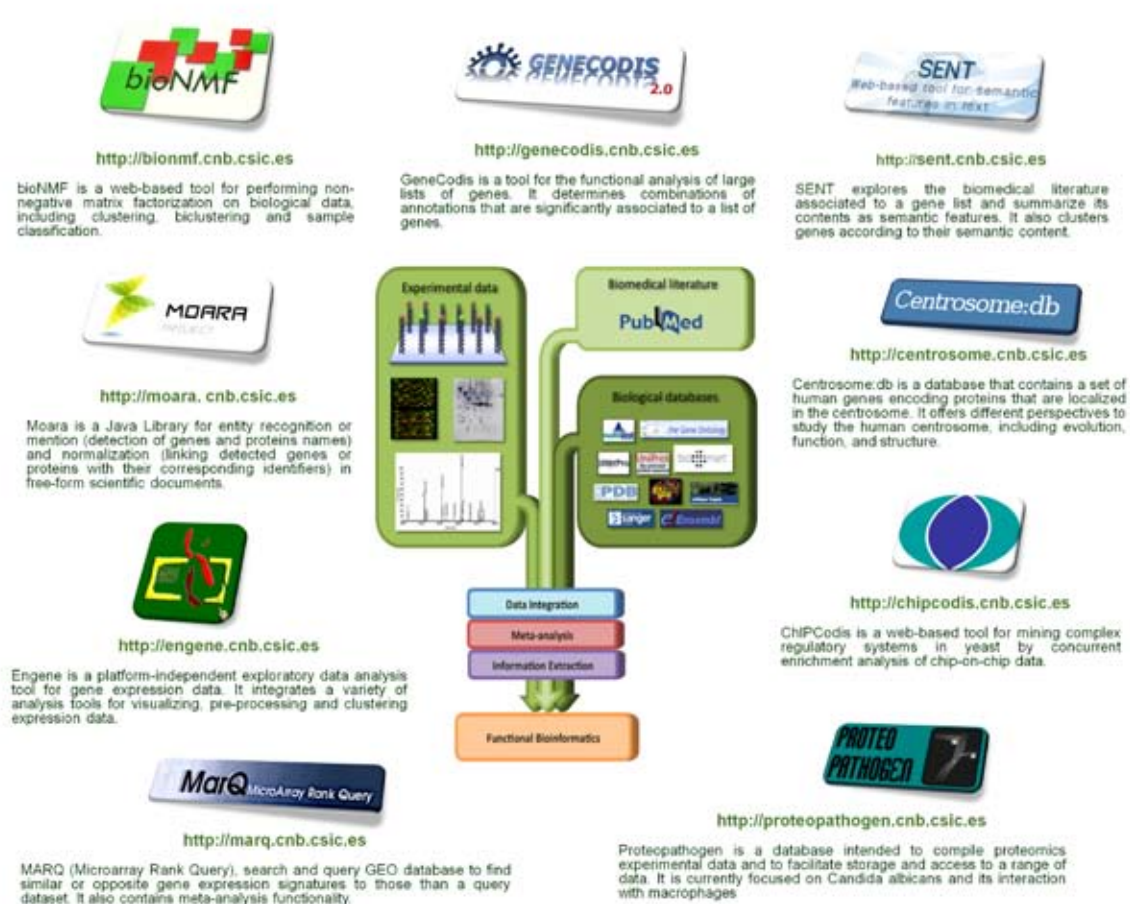 bioNMF
http://bionmf.cnb.csic.es
bioNMF is a web-based tool for performing non-
negative matrix factorization on biological data,
including clustering, biclustering and sample
classification.
GENECODIS
2.0
http://genecodis.cnb.csic.es
GeneCodis is a tool for the functional analysis of large
lists of genes. It determines combinations of
annotations that are significantly associated to a list of
genes.
SENT
Web-based tool for semantic
features in text
http://sent.cnb.csic.es
SENT explores the biomedical literature
associated to a gene list and summarize its
contents as semantic features. It also clusters
genes according to their semantic content.
MOARA
PROJECT
http://moara, cnb.csic.es
Moara is a Java Library for entity recognition or
mention (detection of genes and proteins names)
and normalization (linking detected genes or
proteins with their corresponding identifiers) in
free-form scientific documents.
Experimental data
Biomedical literature
PubMed
Biological databases
the Gene Ontology
InterPro
UniProt
PDB
Sanger
Ensembl
Data Integration
Meta-analysis
Information Extraction
Functional Bioinformatics
Centrosome:db
http://centrosome.cnb.csic.es
Centrosome:db is a database that contains a set of
human genes encoding proteins that are localized
in the centrosome. It offers different perspectives to
study the human centrosome, including evolution,
function, and structure.
http://engene.cnb.csic.es
Engene is a platform-independent exploratory data analysis
tool for gene expression data. It integrates a variety of
analysis tools for visualizing, pre-processing and clustering
expression data.
http://chipcodis.cnb.csic.es
ChIPCodis is a web-based tool for mining complex
regulatory systems in yeast by concurrent
enrichment analysis of chip-on-chip data.
MarQ MicroArray Rank Query
http://marq.cnb.csic.es
MARQ (Microarray Rank Query), search and query GEO database to find
similar or opposite gene expression signatures to those than a query
dataset. It also contains meta-analysis functionality.
PROTEO
PATHOGEN
http://proteopathogen.cnb.csic.es
Proteopathogen is a database intended to compile proteomics
experimental data and to facilitate storage and access to a range of
data. It is currently focused on Candida albicans and its interaction
with macrophages